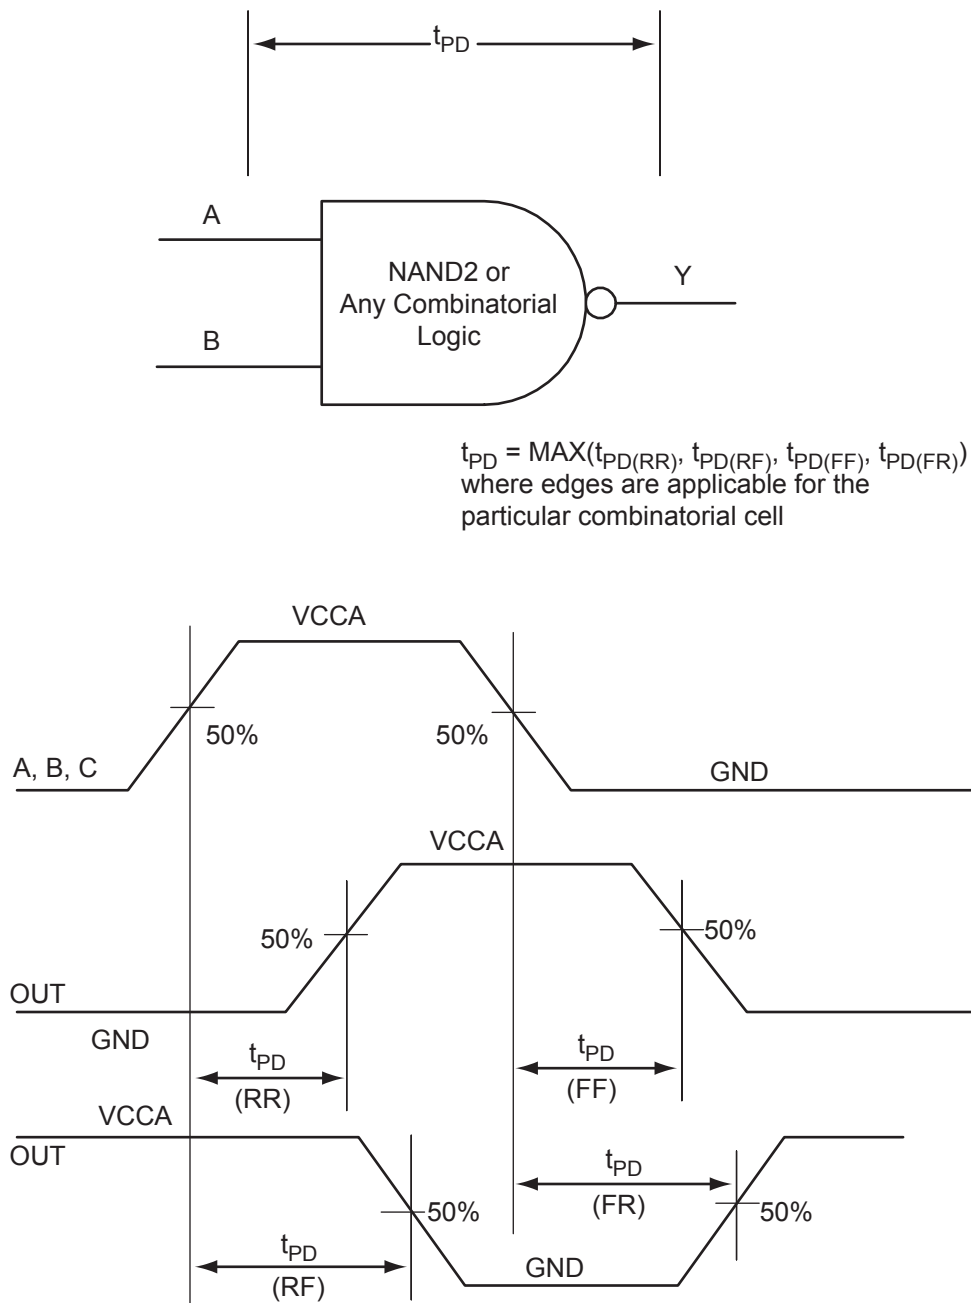 tPD
A
NAND2 or
Any Combinatorial
Logic
Y
B
tPD = MAX(tPD(RR), tPD(RF), tPD(FF), tPD(FR))
where edges are applicable for the
particular combinatorial cell
VCCA
50%
50%
A, B, C
GND
VCCA
50%
50%
OUT
GND
tPD
(RR)
tPD
(FF)
VCCA
OUT
tPD
(FR)
50%
50%
tPD
(RF)
GND